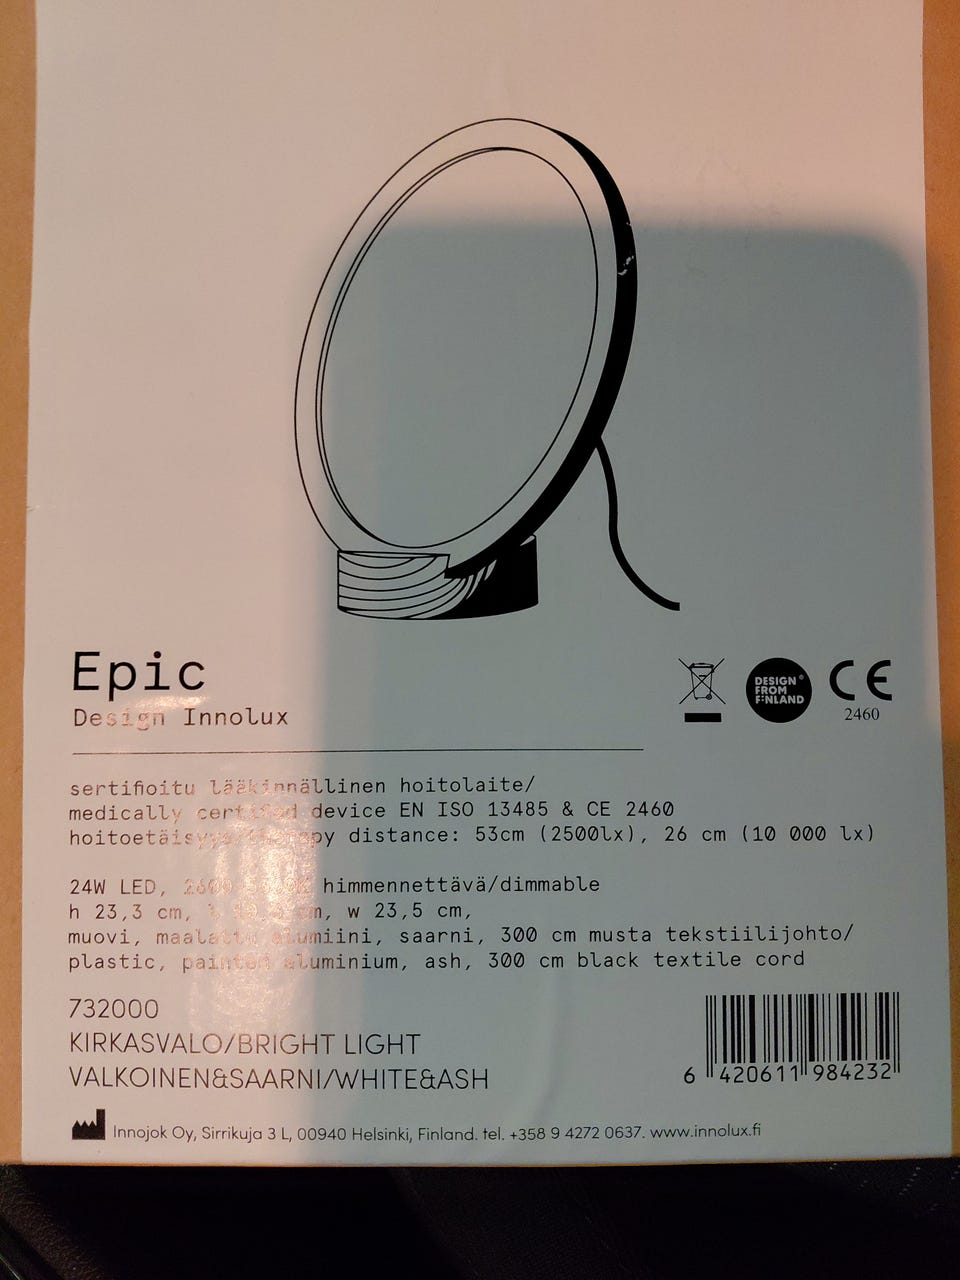 Epic
Design Innolux
DESIGN
FROM
FINLAND
CE
2460
sertifioitu lääkinnällinen hoitolaite/
medically certified device EN ISO 13485 & CE 2460
hoitoetäisyys/therapy distance: 53cm (2500lx), 26 cm (10 000 lx)
24W LED, himmennettävä/dimmable
h 23,3 cm, cm, w 23,5 cm,
muovi, maalattu alumiini, saarni, 300 cm musta tekstiilijohto/
plastic, painted aluminium, ash, 300 cm black textile cord
732000
KIRKASVALO/BRIGHT LIGHT
VALKOINEN&SAARNI/WHITE&ASH
6 420611 984232
Innojok Oy, Sirrikuja 3 L, 00940 Helsinki, Finland. tel. +358 9 4272 0637. www.innolux.fi